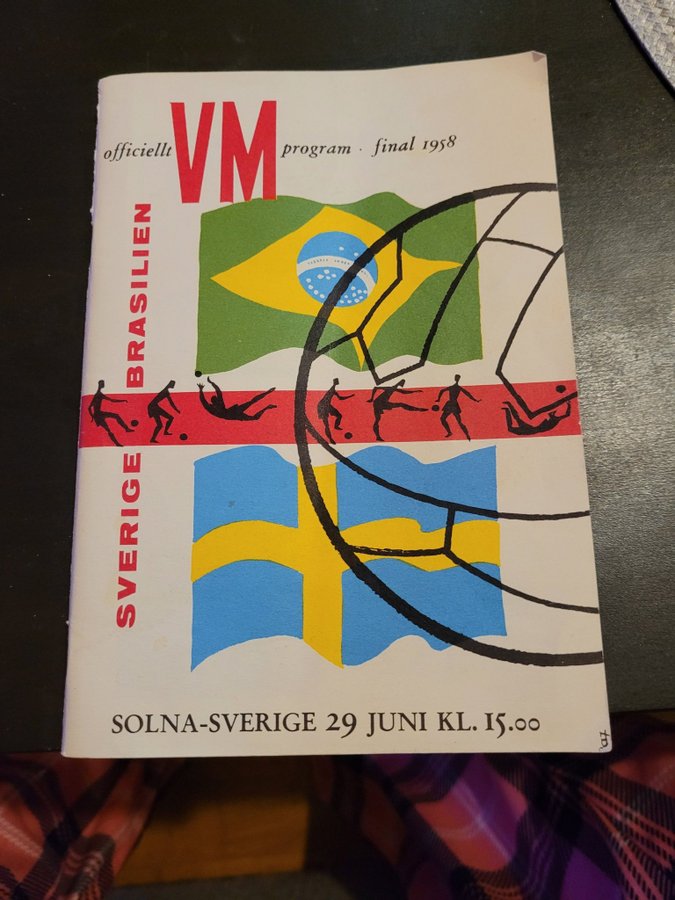 officiellt VM program · final 1958
SVERIGE BRASILIEN
SOLNA-SVERIGE 29 JUNI KL. 15.00